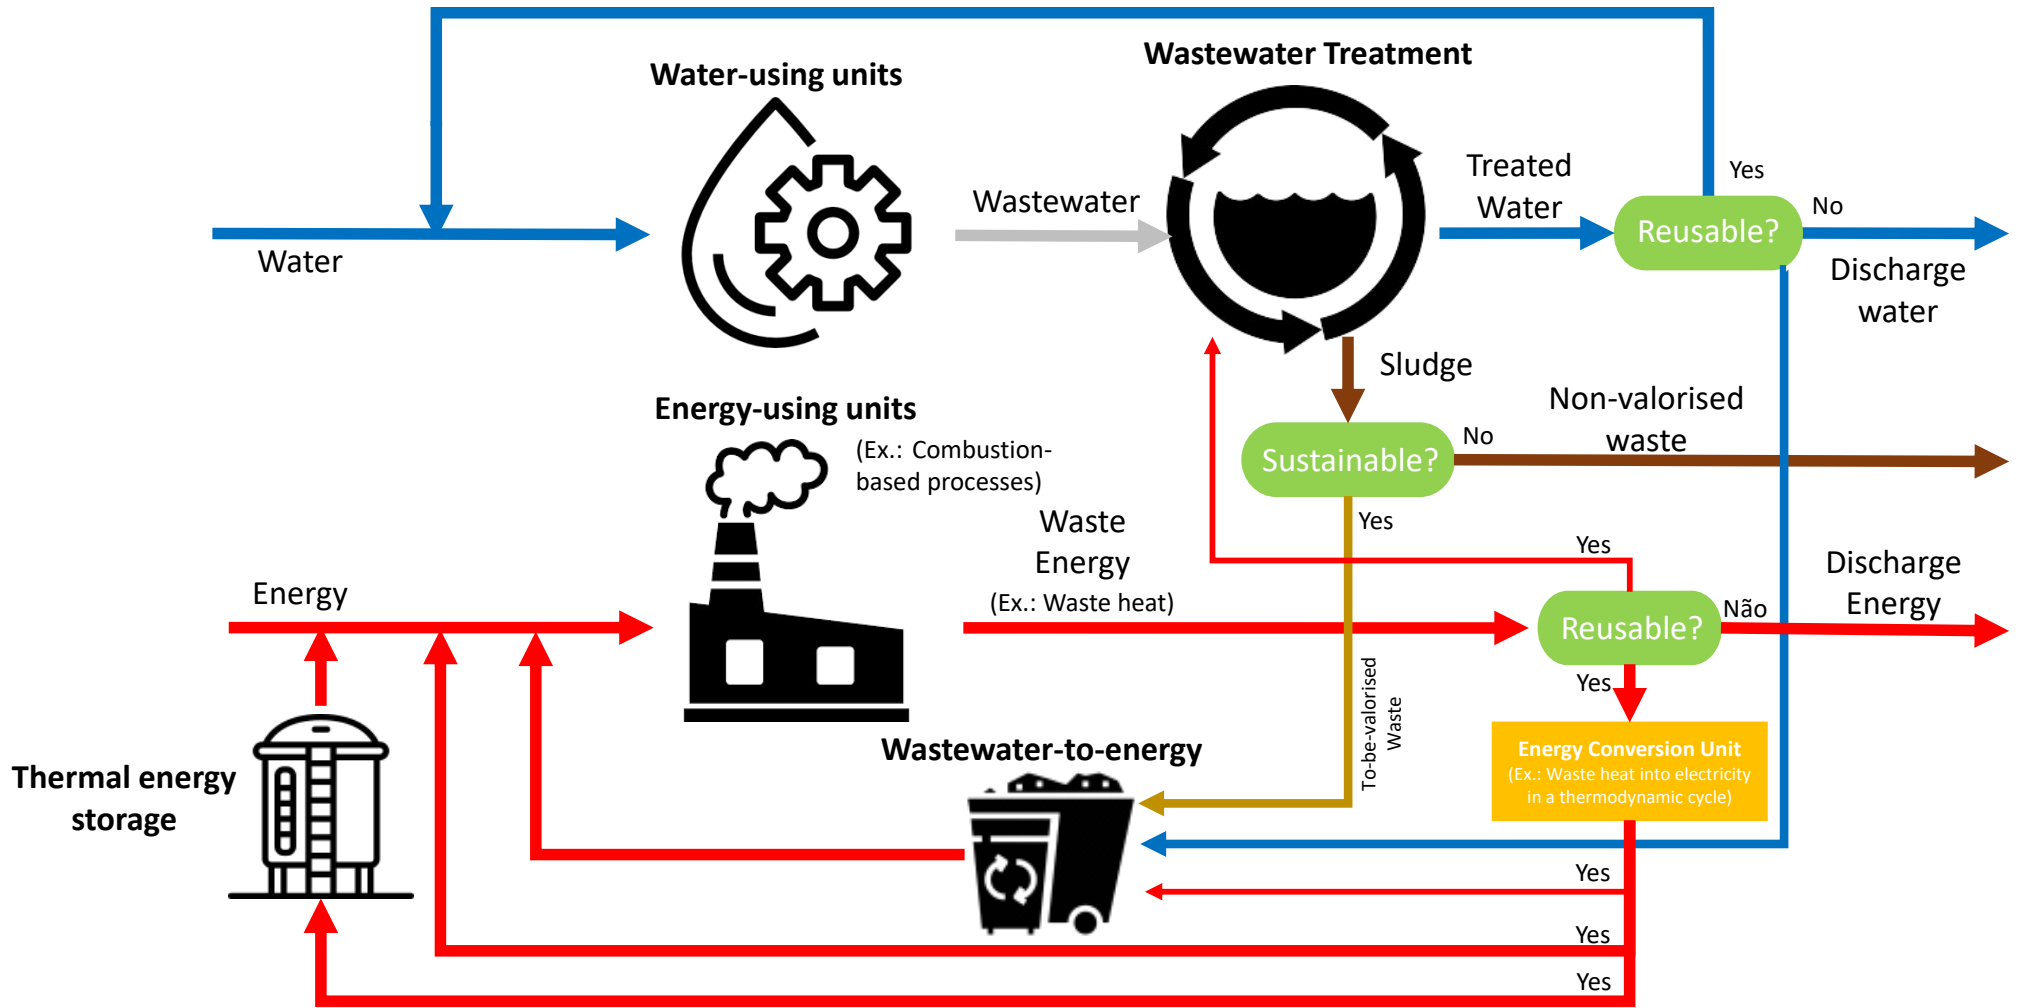 Wastewater Treatment
Water-using units
Treated
Water
Yes
No
Wastewater
Reusable?
Water
Discharge
water
Sludge
Non-valorised
waste
Energy-using units
(Ex.: Combustion-
based processes)
No
Sustainable?
Yes
Waste
Energy
(Ex.: Waste heat)
Yes
Discharge
Energy
Energy
Não
Reusable?
Yes
To-be-valorised
Waste
Wastewater-to-energy
Energy Conversion Unit
(Ex.: Waste heat into electricity
in a thermodynamic cycle)
Thermal energy
storage
Yes
Yes
Yes